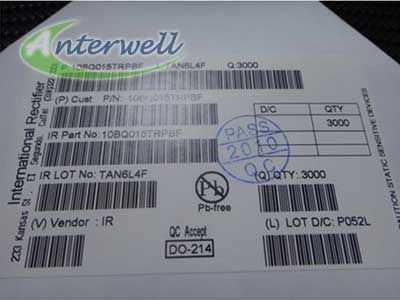 Anterwell
P 10BQ015TRPBF L TAN6L4F Q:3000
(P) Cust P/N: 10BQ015TRPBF
IR Part No: 10BQ015TRPBF
IR LOT No: TAN6L4F
(V) Vendor : IR
International Rectifier
233 Kansas St. El Segundo,
D/C QTY
3000
PASS
2010
QC
Pb-free
(Q) QTY: 3000
QC Accept
DO-214
(L) LOT D/C: P052L
CAUTION STATIC SENSITIVE DEVICES